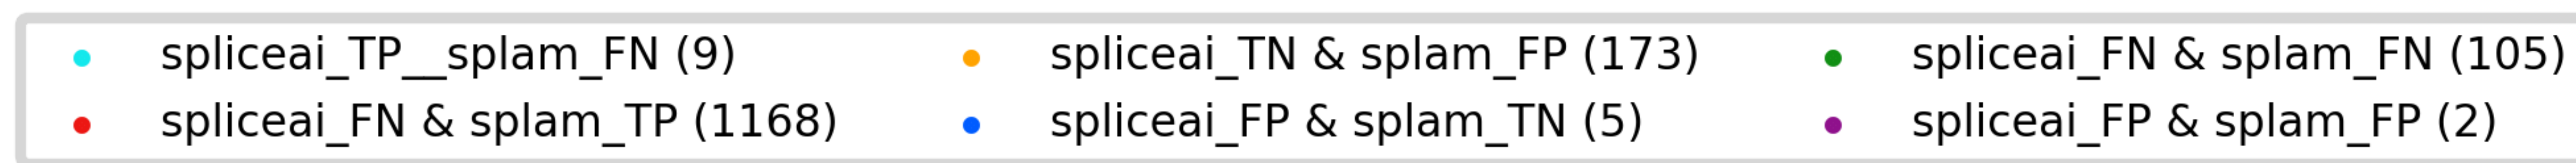 spliceai_TP__splam_FN (9) spliceai_TN & splam_FP (173) spliceai_FN & splam_FN (105)
spliceai_FN & splam_TP (1168) spliceai_FP & splam_TN (5) spliceai_FP & splam_FP (2)